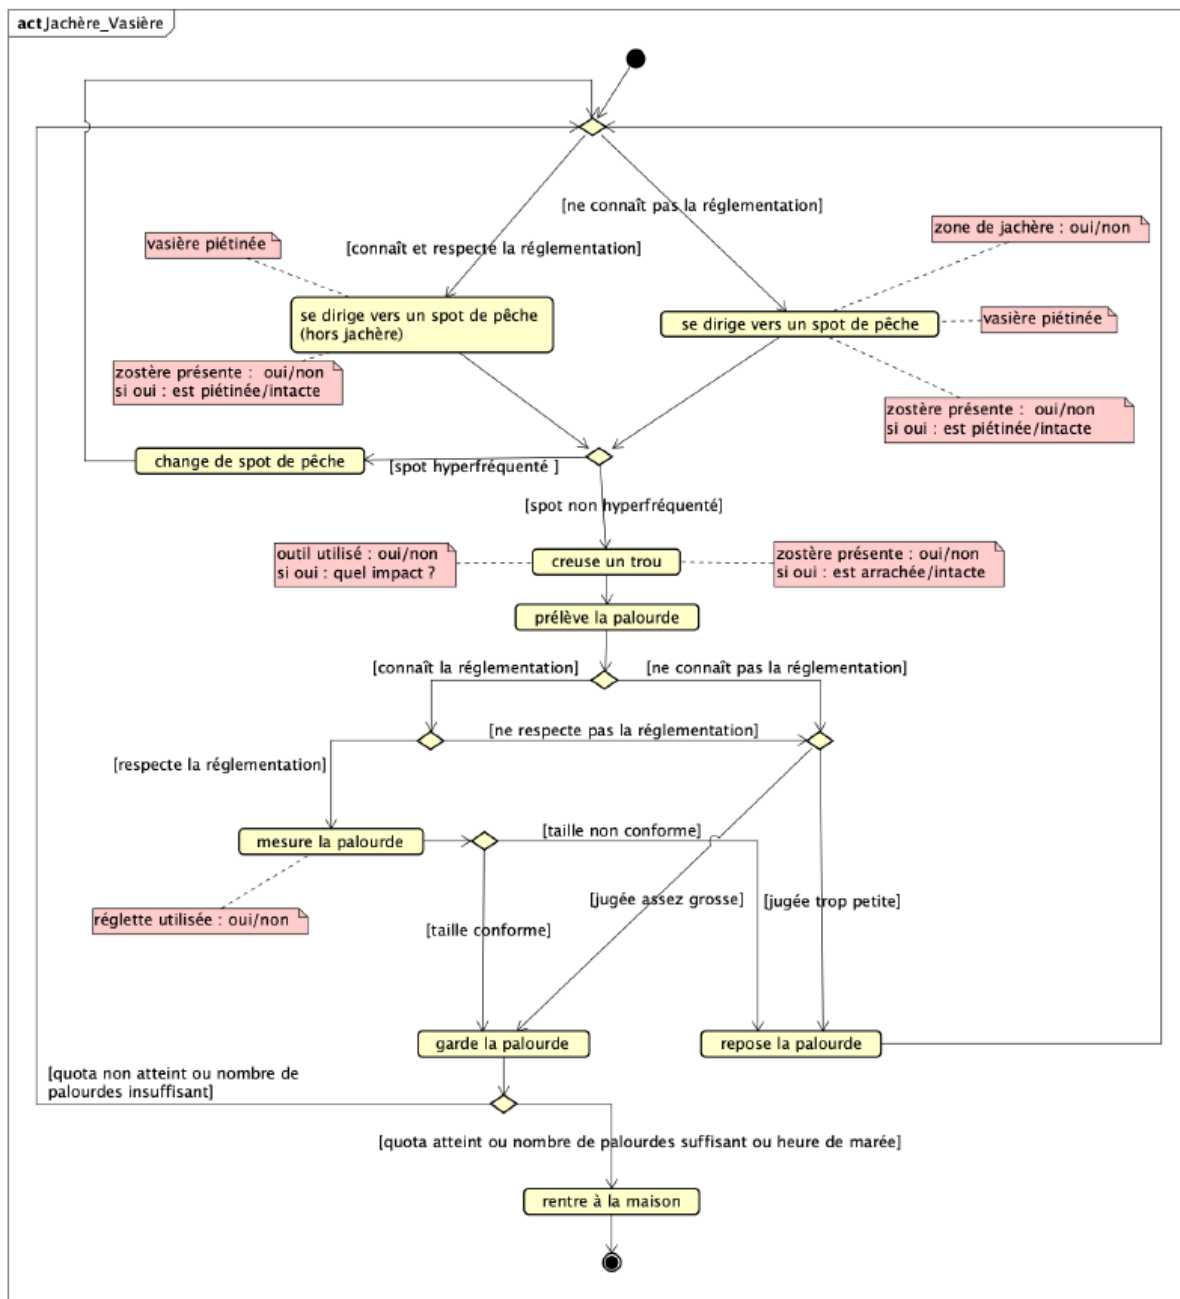 act Jachère_Vasière
[ne connaît pas la réglementation]
zone de jachère : oui/non
vasière piétinée
[connaît et respecte la réglementation]
se dirige vers un spot de pêche
(hors jachère)
se dirige vers un spot de pêche
vasière piétinée
zostère présente :  oui/non
si oui : est piétinée/intacte
zostère présente :  oui/non
si oui : est piétinée/intacte
change de spot de pêche
[spot hyperfréquenté ]
[spot non hyperfréquenté]
outil utilisé : oui/non
si oui : quel impact ?
creuse un trou
zostère présente : oui/non
si oui : est arrachée/intacte
prélève la palourde
[connaît la réglementation]
[ne connaît pas la réglementation]
[ne respecte pas la réglementation]
[respecte la réglementation]
mesure la palourde
[taille non conforme]
[jugée assez grosse]
[jugée trop petite]
réglette utilisée : oui/non
[taille conforme]
garde la palourde
repose la palourde
[quota non atteint ou nombre de
palourdes insuffisant]
[quota atteint ou nombre de palourdes suffisant ou heure de marée]
rentre à la maison